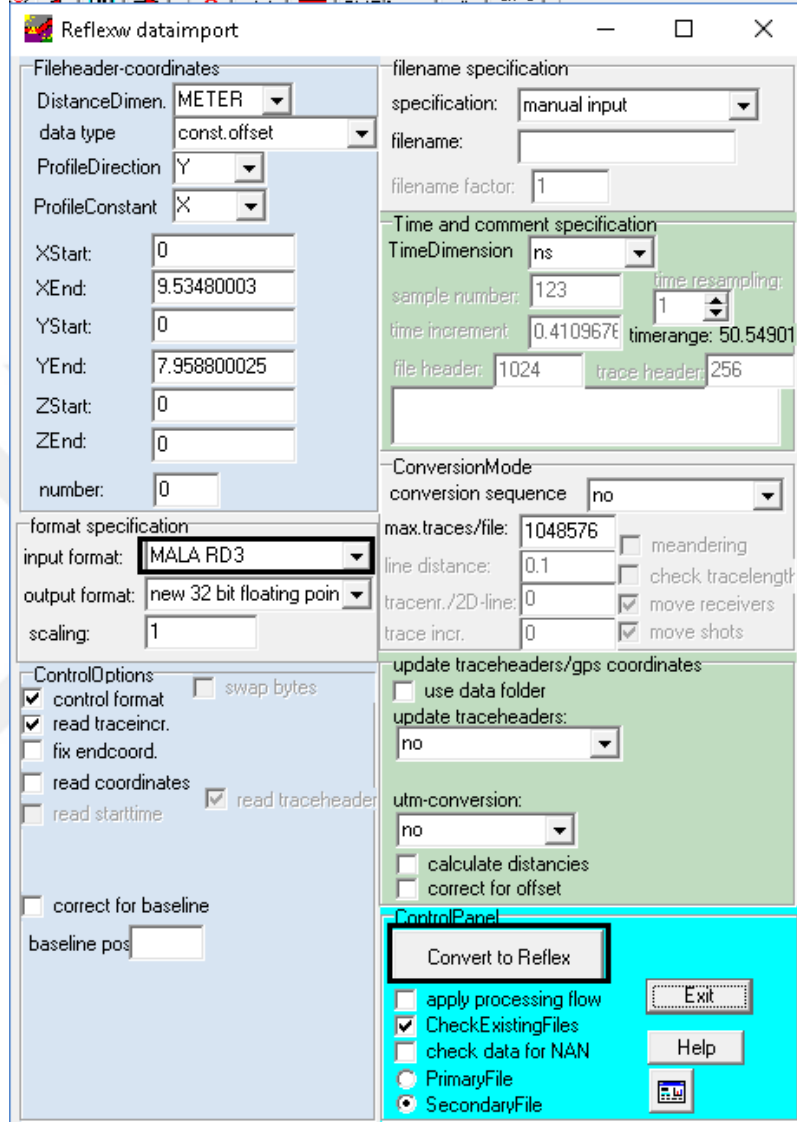 Reflexw dataimport
Fileheader-coordinates
DistanceDimen. METER
data type const.offset
ProfileDirection Y
ProfileConstant X
XStart: 0
XEnd: 9.53480003
YStart: 0
YEnd: 7.958800025
ZStart: 0
ZEnd: 0
number: 0
format specification
input format: MALA RD3
output format: new 32 bit floating poin
scaling: 1
ControlOptions
control format swap bytes
read traceincr.
fix endcoord.
read coordinates
read traceheader
read starttime
correct for baseline
baseline pos
filename specification
specification: manual input
filename:
filename factor: 1
Time and comment specification
TimeDimension ns
time resampling:
sample number: 123 1
time increment 0.4109676 timerange: 50.54901
file header: 1024 trace header: 256
ConversionMode
conversion sequence no
max.traces/file: 1048576 meandering
line distance: 0.1 check tracelength
tracenr./2D-line: 0 move receivers
trace incr. 0 move shots
update traceheaders/gps coordinates
use data folder
update traceheaders:
no
utm-conversion:
no
calculate distancies
correct for offset
ControlPanel
Convert to Reflex
apply processing flow Exit
CheckExistingFiles
check data for NAN Help
PrimaryFile
SecondaryFile